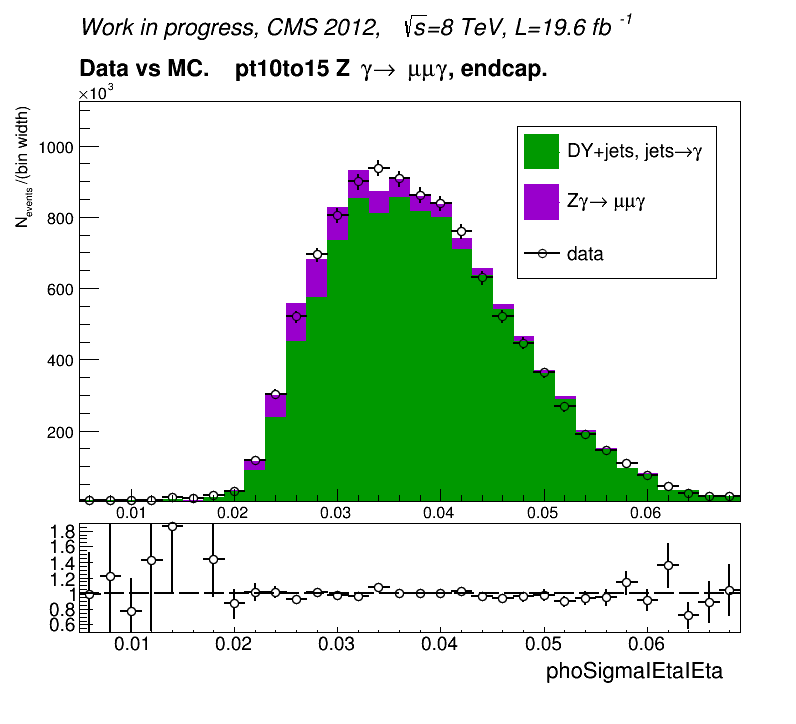 Work in progress, CMS 2012, √s=8 TeV, L=19.6 fb -1
Data vs MC. pt10to15 Z γ→ μμγ, endcap.
×10³
N events /(bin width)
1000
800
600
400
200
DY+jets, jets→γ
Zγ→ μμγ
data
0.01 0.02 0.03 0.04 0.05 0.06
1.8
1.6
1.4
1.2
1
0.8
0.6
0.01 0.02 0.03 0.04 0.05 0.06
phoSigmaIEtaIEta